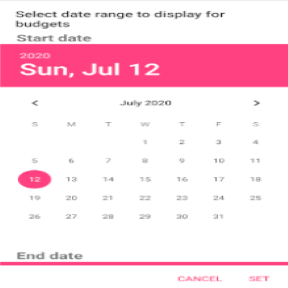 Select date range to display for
budgets
Start date
2020
Sun, Jul 12
< July 2020 >
S M T W T F S
1 2 3 4
5 6 7 8 9 10 11
12 13 14 15 16 17 18
19 20 21 22 23 24 25
26 27 28 29 30 31
End date
CANCEL SET